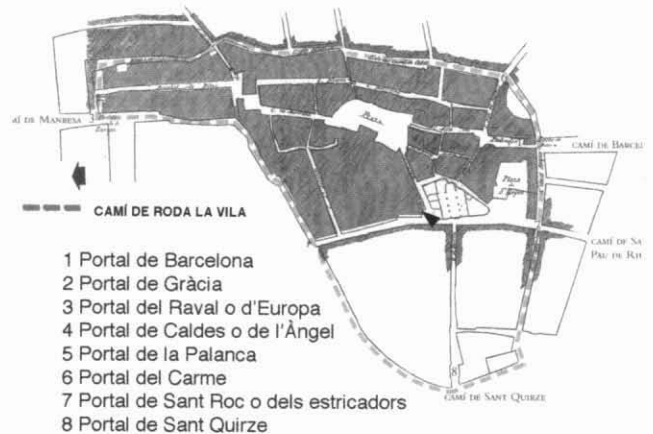 Plaza
AÍ DE MANRESA 3
CAMÍ DE BARCEL
Plaza
CAMÍ DE RODA LA VILA
CAMÍ DE SA
PAU DE RI
1 Portal de Barcelona
2 Portal de Gràcia
3 Portal del Raval o d'Europa
4 Portal de Caldes o de l'Àngel
5 Portal de la Palanca
6 Portal del Carme
7 Portal de Sant Roc o dels estricadors
8 Portal de Sant Quirze
8
CAMÍ DE SANT QUIRZE